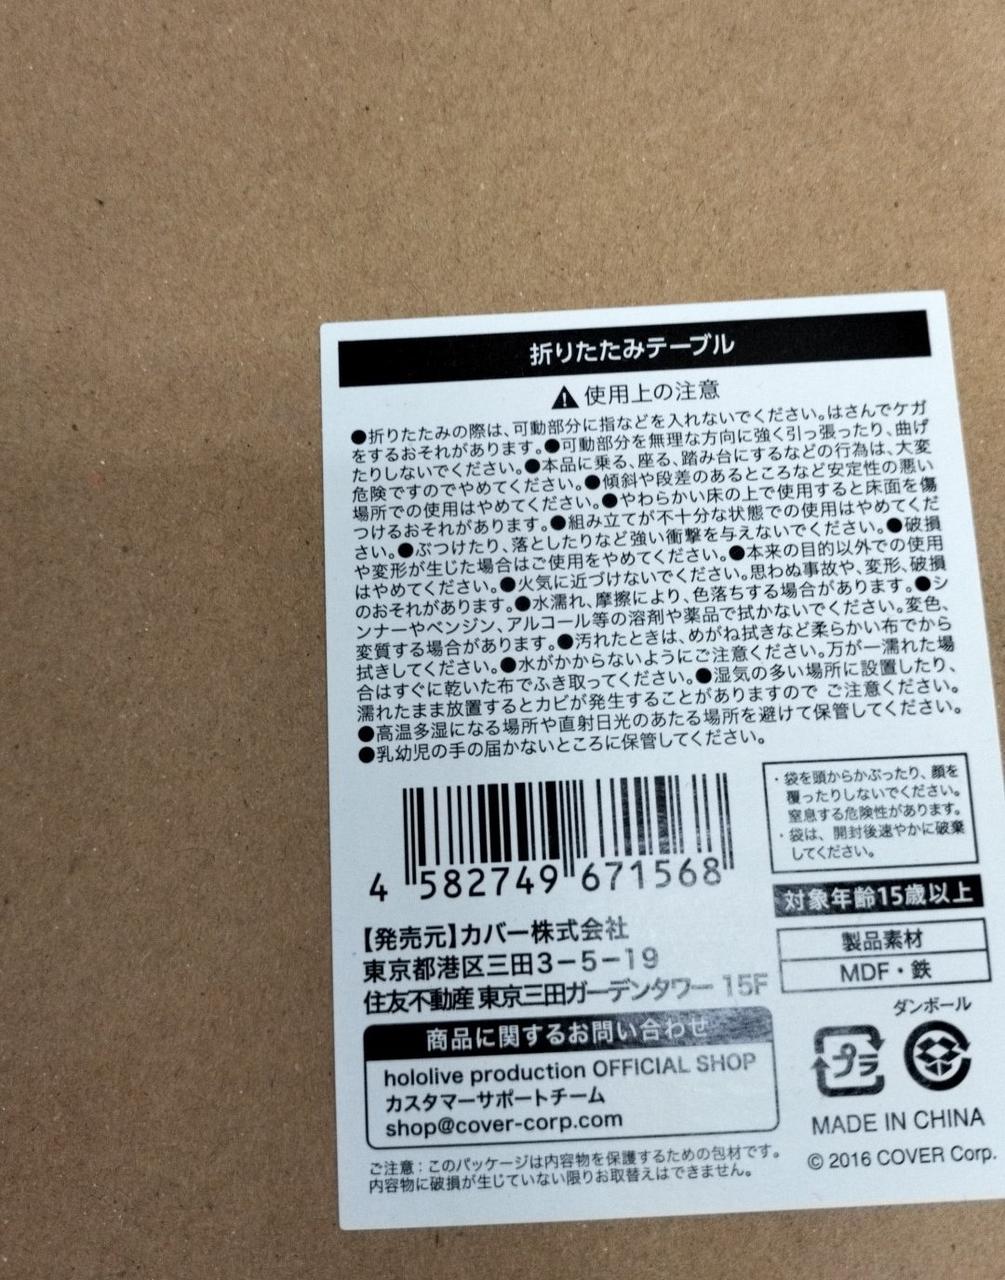 折りたたみテーブル
使用上の注意
●折りたたみの際は、可動部分に指などを入れないでください。はさんでケガ
をするおそれがあります。●可動部分を無理な方向に強く引っ張ったり、曲げ
たりしないでください。●本品に乗る、座る、踏み台にするなどの行為は、大変
危険ですのでやめてください。●傾斜や段差のあるところなど安定性の悪い
場所での使用はやめてください。●やわらかい床の上で使用すると床面を傷
つけるおそれがあります。●組み立てが不十分な状態での使用はやめてくだ
さい。●ぶつけたり、落としたりなど強い衝撃を与えないでください。●破損
や変形が生じた場合はご使用をやめてください。●本来の目的以外での使用
はやめてください。●火気に近づけないでください。思わぬ事故や、変形、破損
のおそれがあります。●水濡れ、摩擦により、色落ちする場合があります。●シ
ンナーやベンジン、アルコール等の溶剤や薬品で拭かないでください。変色、
変質する場合があります。●汚れたときは、めがね拭きなど柔らかい布でから
拭きしてください。●水がかからないようにご注意ください。万が一濡れた場
合はすぐに乾いた布でふき取ってください。●湿気の多い場所に設置したり、
濡れたまま放置するとカビが発生することがありますので ご注意ください。
●高温多湿になる場所や直射日光のあたる場所を避けて保管してください。
●乳幼児の手の届かないところに保管してください。
・袋を頭からかぶったり、顔を
覆ったりしないでください。
窒息する危険性があります。
・袋は、開封後速やかに破棄
してください。
4 582749 671568
対象年齢15歳以上
【発売元】カバー株式会社
東京都港区三田3-5-19
住友不動産 東京三田ガーデンタワー 15F
製品素材
MDF・鉄
商品に関するお問い合わせ
hololive production OFFICIAL SHOP
カスタマーサポートチーム
shop@cover-corp.com
ダンボール
プラ
MADE IN CHINA
© 2016 COVER Corp.
ご注意:このパッケージは内容物を保護するための包材です。
内容物に破損が生じていない限りお取替えはできません。